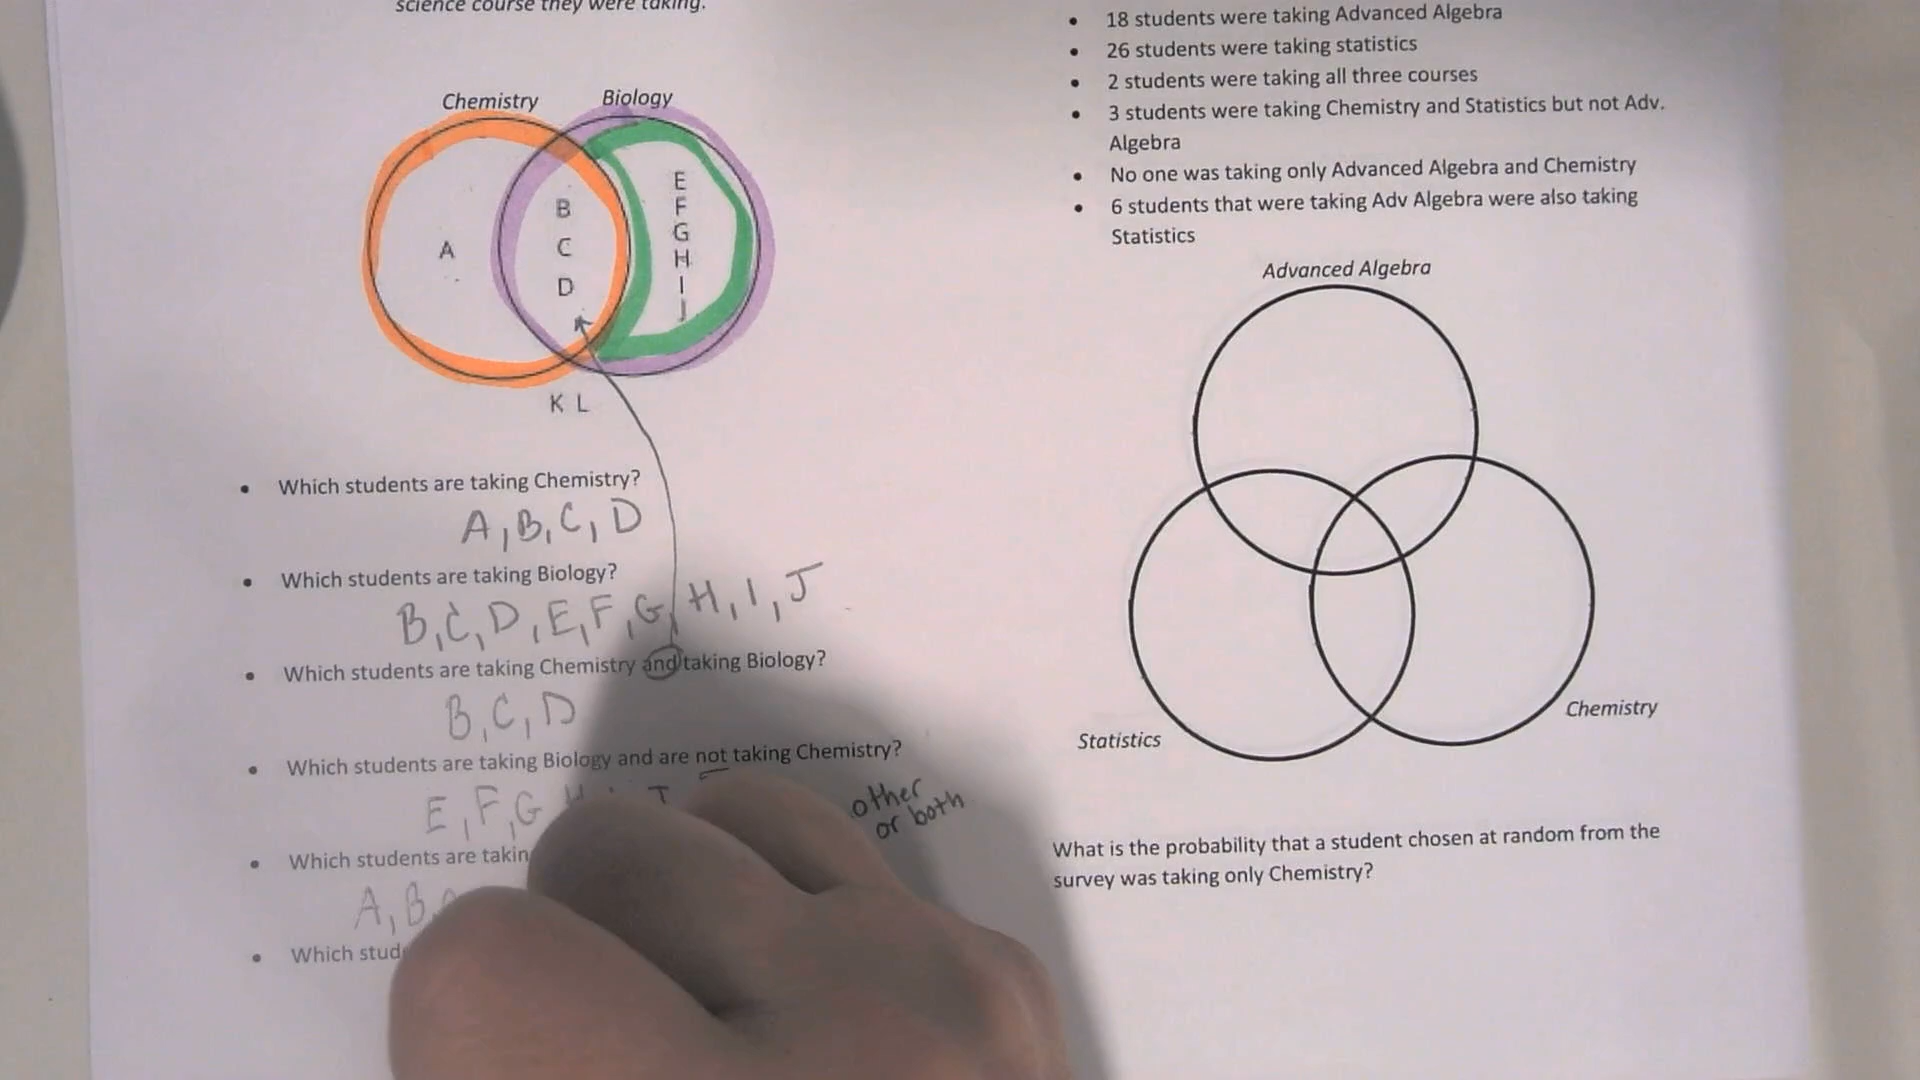 science course they were taking.
Chemistry
Biology
A
B
C
D
E
F
G
H
I
J
K L
• Which students are taking Chemistry?
A, B, C, D
• Which students are taking Biology?
B, C, D, E, F, G, H, I, J
• Which students are taking Chemistry and taking Biology?
B, C, D
• Which students are taking Biology and are not taking Chemistry?
E, F, G
other
or both
• Which students are
A, B,
• Which
• 18 students were taking Advanced Algebra
• 26 students were taking statistics
• 2 students were taking all three courses
• 3 students were taking Chemistry and Statistics but not Adv.
Algebra
• No one was taking only Advanced Algebra and Chemistry
• 6 students that were taking Adv Algebra were also taking
Statistics
Advanced Algebra
Statistics
Chemistry
What is the probability that a student chosen at random from the
survey was taking only Chemistry?